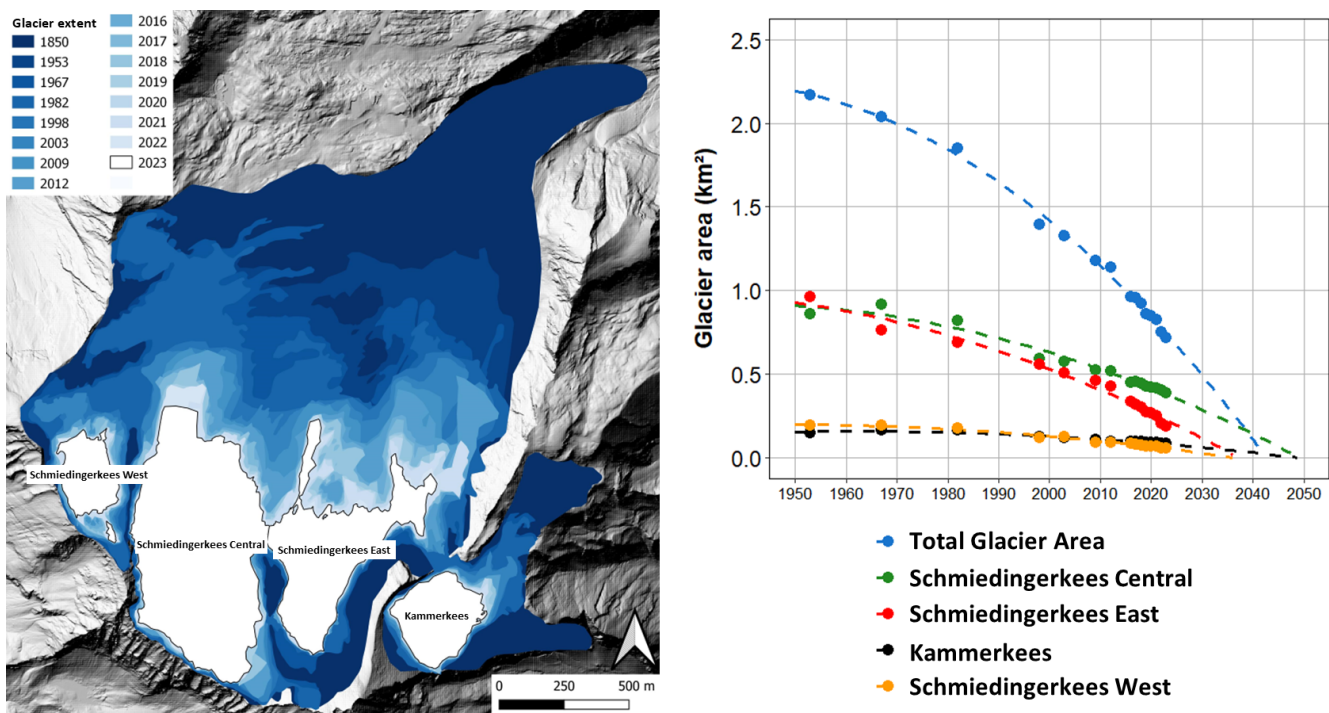 Glacier extent
1850
1953
1967
1982
1998
2003
2009
2012
2016
2017
2018
2019
2020
2021
2022
2023
Schmiedingerkees West
Schmiedingerkees Central
Schmiedingerkees East
Kammerkees
0 250 500 m
Glacier area (km²)
2.5
2.0
1.5
1.0
0.5
0.0
1950 1960 1970 1980 1990 2000 2010 2020 2030 2040 2050
Total Glacier Area
Schmiedingerkees Central
Schmiedingerkees East
Kammerkees
Schmiedingerkees West